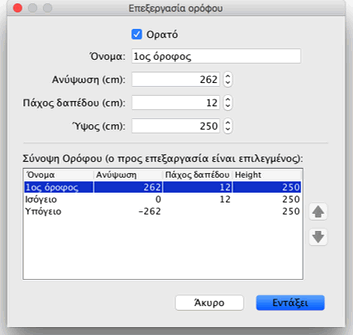 Επεξεργασία ορόφου
Ορατό
Όνομα: 1ος όροφος
Ανύψωση (cm): 262
Πάχος δαπέδου (cm): 12
Ύψος (cm): 250
Σύνοψη Ορόφου (ο προς επεξαργασία είναι επιλεγμένος):
Όνομα Ανύψωση Πάχος δαπέδου Height
1ος όροφος 262 12 250
Ισόγειο 0 12 250
Υπόγειο -262 250
Άκυρο Εντάξει